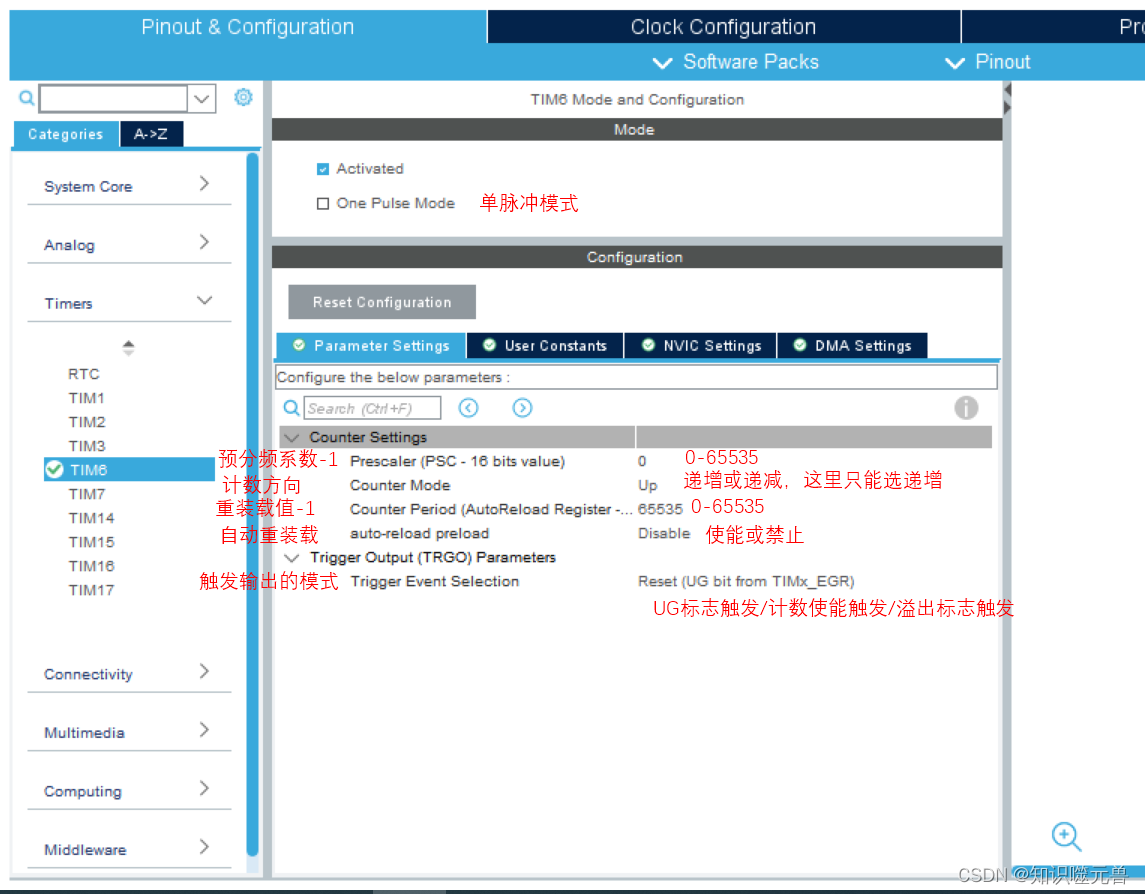 Pinout & Configuration
Clock Configuration
Pro
Software Packs
Pinout
TIM6 Mode and Configuration
Categories
A->Z
Mode
Activated
One Pulse Mode 单脉冲模式
System Core
Analog
Timers
RTC
TIM1
TIM2
TIM3
TIM6
TIM7
TIM14
TIM15
TIM16
TIM17
Connectivity
Multimedia
Computing
Middleware
Configuration
Reset Configuration
Parameter Settings
User Constants
NVIC Settings
DMA Settings
Configure the below parameters :
Search (Ctrl+F)
Counter Settings
预分频系数-1 Prescaler (PSC - 16 bits value) 0 0-65535
计数方向 Counter Mode Up 递增或递减，这里只能选递增
重装载值-1 Counter Period (AutoReload Register -... 65535 0-65535
自动重装载 auto-reload preload Disable 使能或禁止
Trigger Output (TRGO) Parameters
触发输出的模式 Trigger Event Selection Reset (UG bit from TIMx_EGR)
UG标志触发/计数使能触发/溢出标志触发
CSDN @知识噬元兽